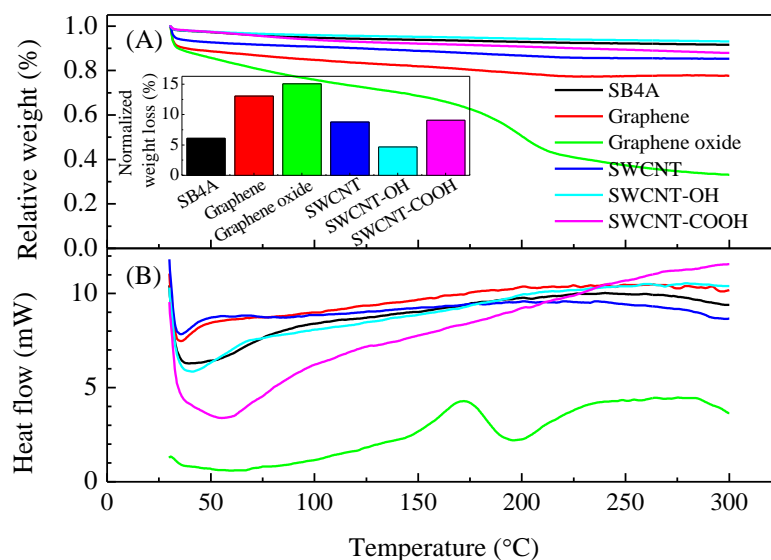 (A)
1.0
0.8
0.6
0.4
0.2
0.0
Relative weight (%)
Normalized
weight loss (%)
15
10
5
0
SB4A
Graphene
Graphene oxide
SWCNT
SWCNT-OH
SWCNT-COOH
SB4A
Graphene
Graphene oxide
SWCNT
SWCNT-OH
SWCNT-COOH
(B)
10
5
0
Heat flow (mW)
0
50
100
150
200
250
300
Temperature (°C)